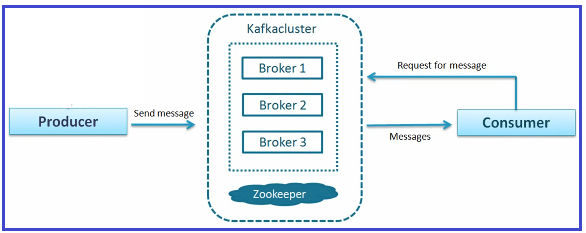 Kafkacluster
Broker 1
Broker 2
Broker 3
Zookeeper
Producer
Send message
Request for message
Messages
Consumer